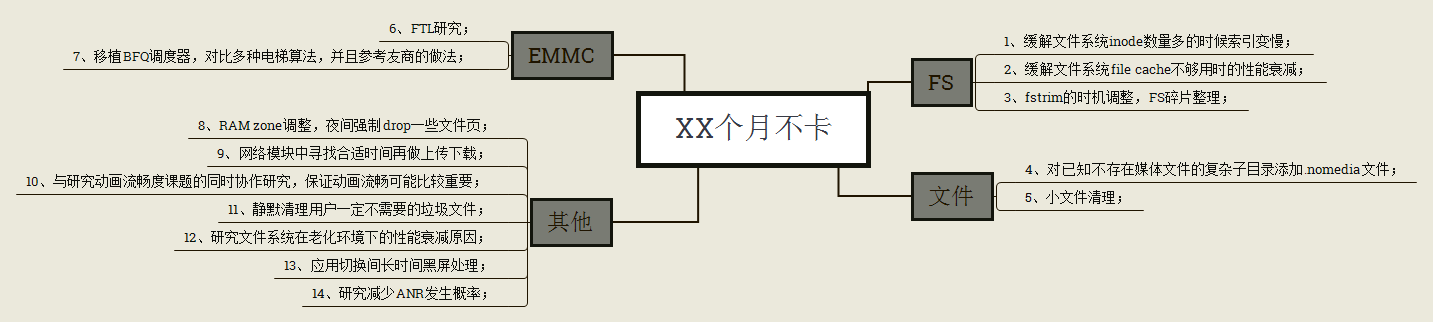 XX个月不卡
FS
1、缓解文件系统inode数量多的时候索引变慢；
2、缓解文件系统file cache不够用时的性能衰减；
3、fstrim的时机调整，FS碎片整理；
文件
4、对已知不存在媒体文件的复杂子目录添加.nomedia文件；
5、小文件清理；
EMMC
6、FTL研究；
7、移植BFQ调度器，对比多种电梯算法，并且参考友商的做法；
其他
8、RAM zone调整，夜间强制 drop一些文件页；
9、网络模块中寻找合适时间再做上传下载；
10、与研究动画流畅度课题的同时协作研究，保证动画流畅可能比较重要；
11、静默清理用户一定不需要的垃圾文件；
12、研究文件系统在老化环境下的性能衰减原因；
13、应用切换间长时间黑屏处理；
14、研究减少ANR发生概率；